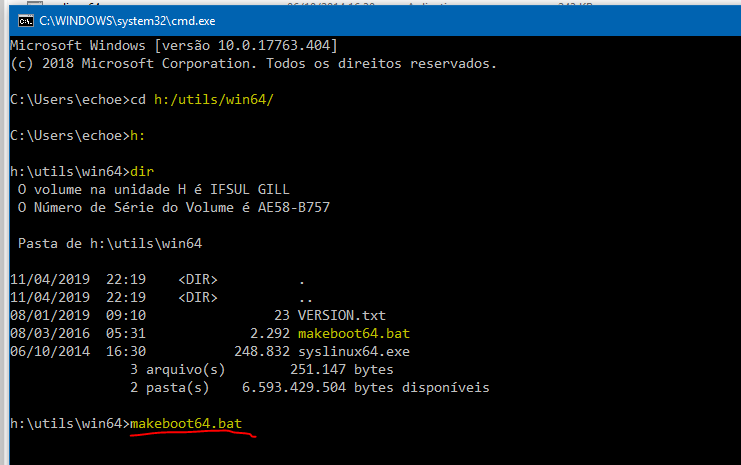 C:\WINDOWS\system32\cmd.exe
Microsoft Windows [versão 10.0.17763.404]
(c) 2018 Microsoft Corporation. Todos os direitos reservados.
C:\Users\echoe>cd h:/utils/win64/
C:\Users\echoe>h:
h:\utils\win64>dir
O volume na unidade H é IFSUL GILL
O Número de Série do Volume é AE58-B757
Pasta de h:\utils\win64
11/04/2019 22:19 <DIR> .
11/04/2019 22:19 <DIR> ..
08/01/2019 09:10 23 VERSION.txt
08/03/2016 05:31 2.292 makeboot64.bat
06/10/2014 16:30 248.832 syslinux64.exe
3 arquivo(s) 251.147 bytes
2 pasta(s) 6.593.429.504 bytes disponíveis
h:\utils\win64>makeboot64.bat